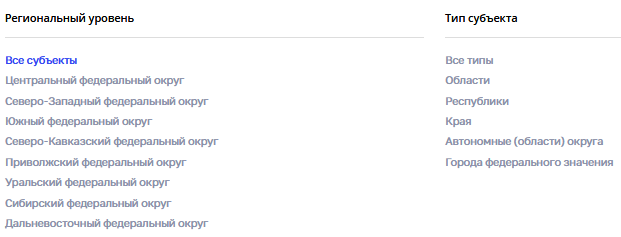 Региональный уровень
Все субъекты
Центральный федеральный округ
Северо-Западный федеральный округ
Южный федеральный округ
Северо-Кавказский федеральный округ
Приволжский федеральный округ
Уральский федеральный округ
Сибирский федеральный округ
Дальневосточный федеральный округ
Тип субъекта
Все типы
Области
Республики
Края
Автономные (области) округа
Города федерального значения